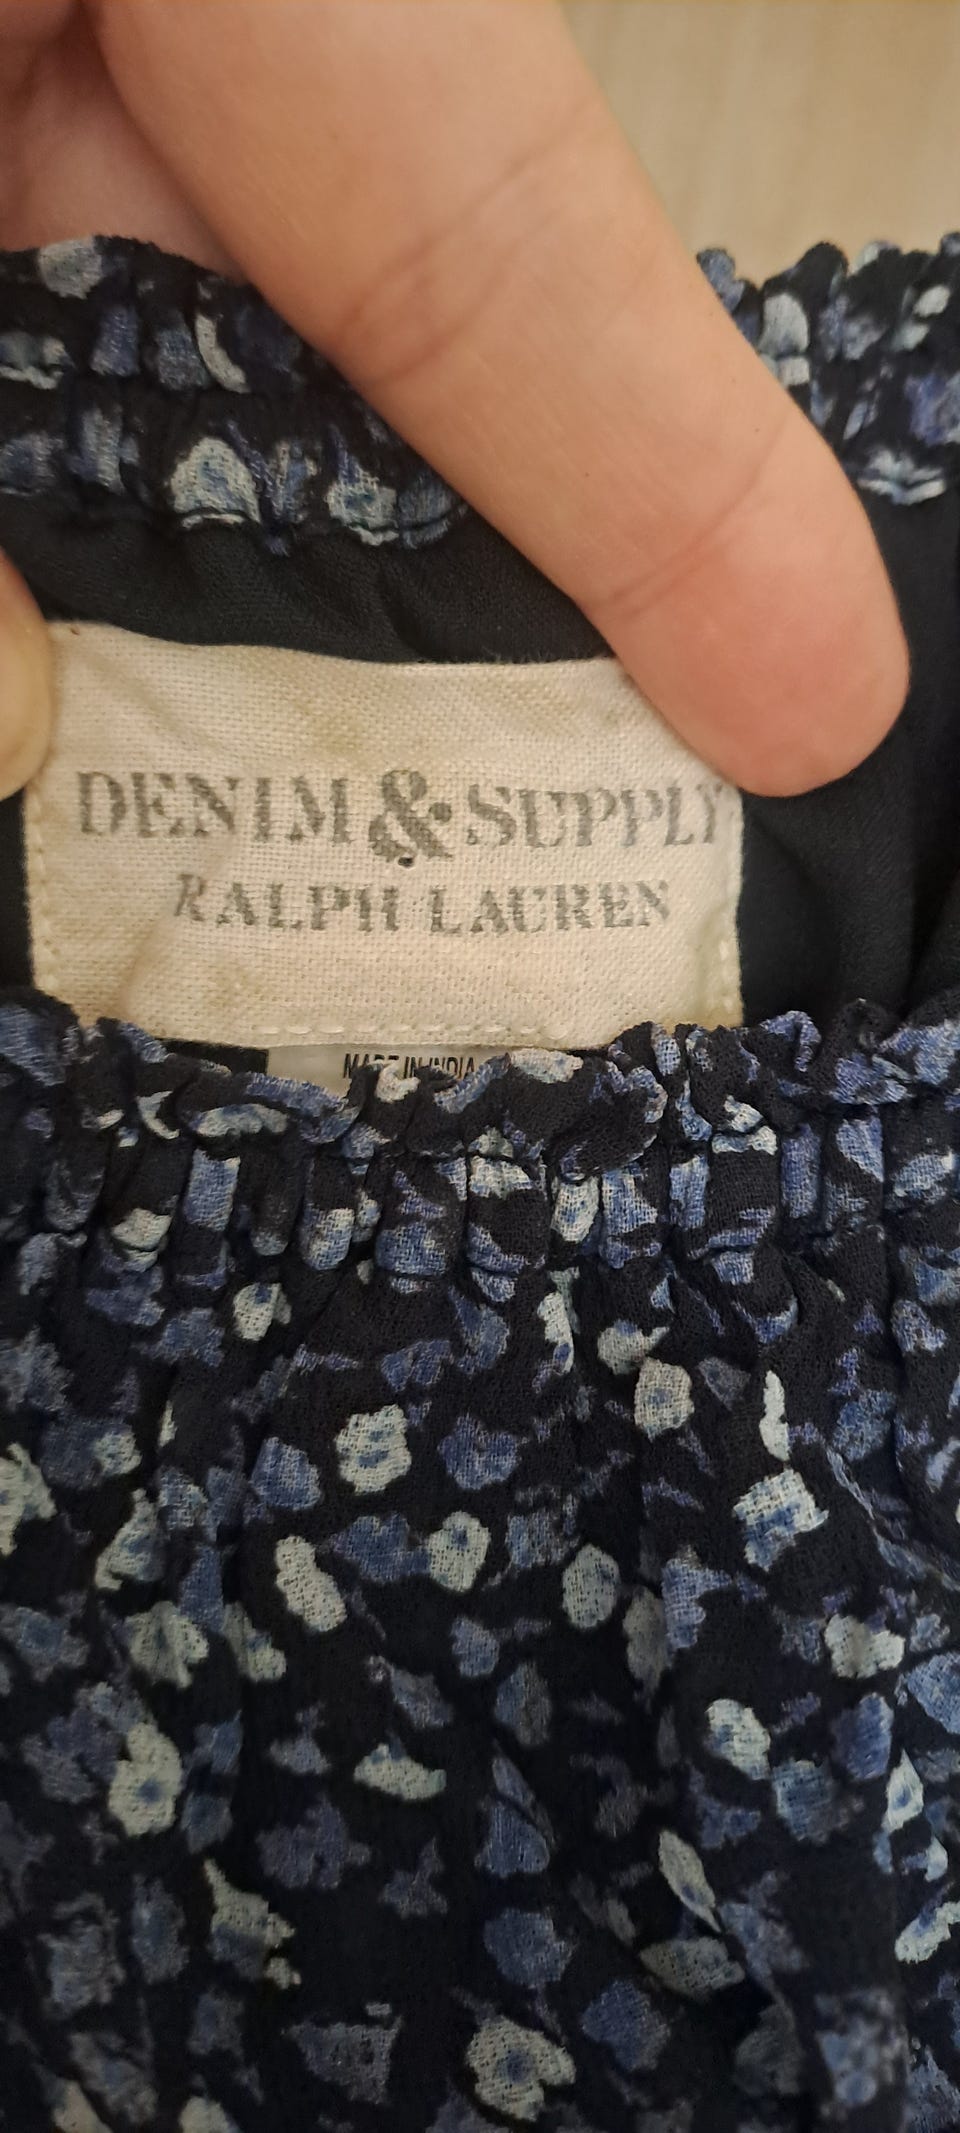 DENIM & SUPPLY
RALPH LAUREN
MADE IN INDIA